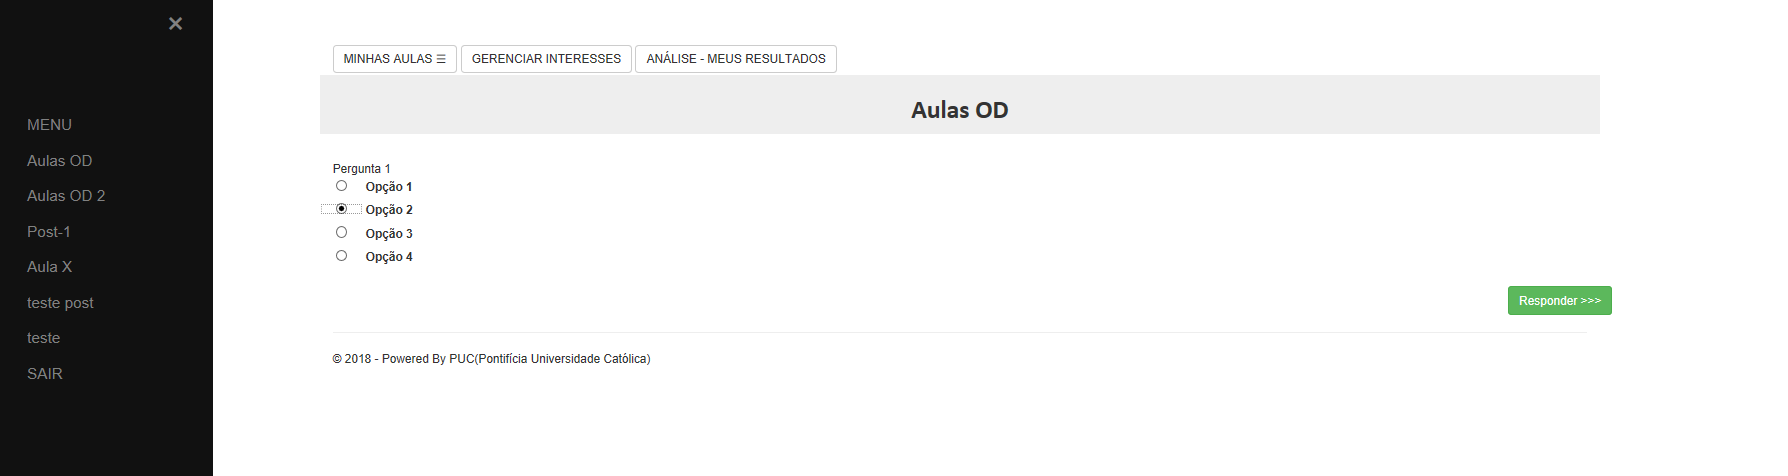 ×
MENU
Aulas OD
Aulas OD 2
Post-1
Aula X
teste post
teste
SAIR
MINHAS AULAS ☰
GERENCIAR INTERESSES
ANÁLISE - MEUS RESULTADOS
Aulas OD
Pergunta 1
Opção 1
Opção 2
Opção 3
Opção 4
Responder >>>
© 2018 - Powered By PUC(Pontifícia Universidade Católica)